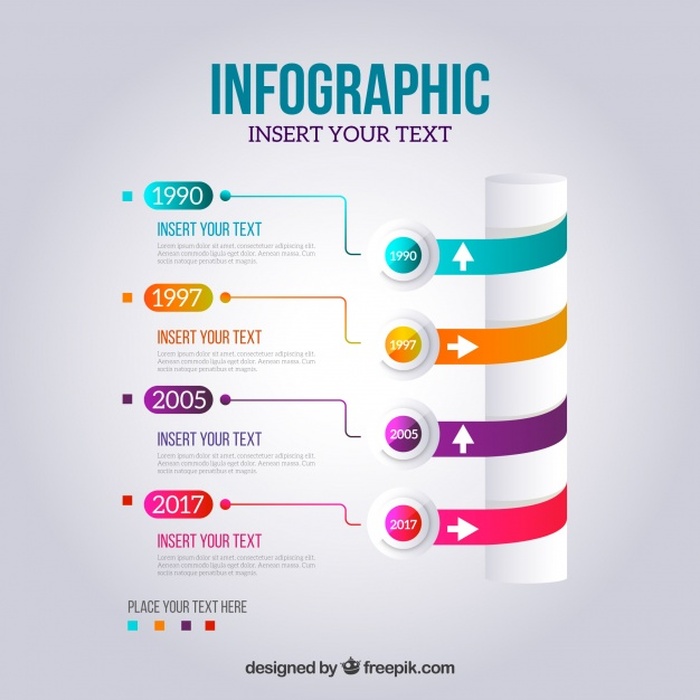 INFOGRAPHIC
INSERT YOUR TEXT
1990
INSERT YOUR TEXT
Lorem ipsum dolor sit amet, consectetuer adipiscing elit.
Aenean commodo ligula eget dolor. Aenean massa. Cum
sociis natoque penatibus et magnis.
1990
1997
INSERT YOUR TEXT
Lorem ipsum dolor sit amet, consectetuer adipiscing elit.
Aenean commodo ligula eget dolor. Aenean massa. Cum
sociis natoque penatibus et magnis.
1997
2005
INSERT YOUR TEXT
Lorem ipsum dolor sit amet, consectetuer adipiscing elit.
Aenean commodo ligula eget dolor. Aenean massa. Cum
sociis natoque penatibus et magnis.
2005
2017
INSERT YOUR TEXT
Lorem ipsum dolor sit amet, consectetuer adipiscing elit.
Aenean commodo ligula eget dolor. Aenean massa. Cum
sociis natoque penatibus et magnis.
2017
PLACE YOUR TEXT HERE
designed by freepik.com